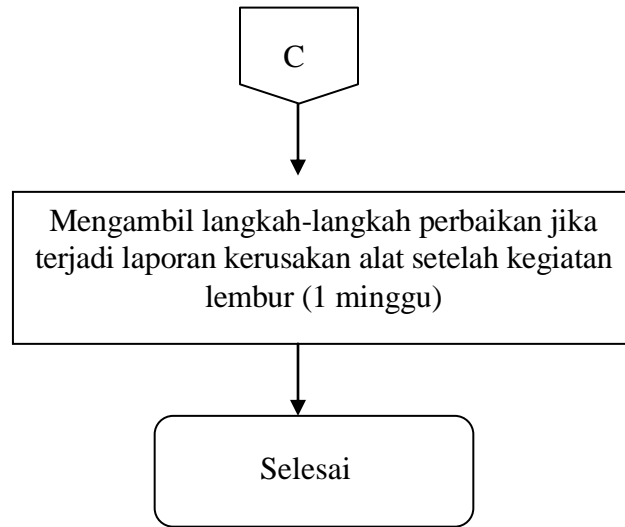 C
Mengambil langkah-langkah perbaikan jika
terjadi laporan kerusakan alat setelah kegiatan
lembur (1 minggu)
Selesai